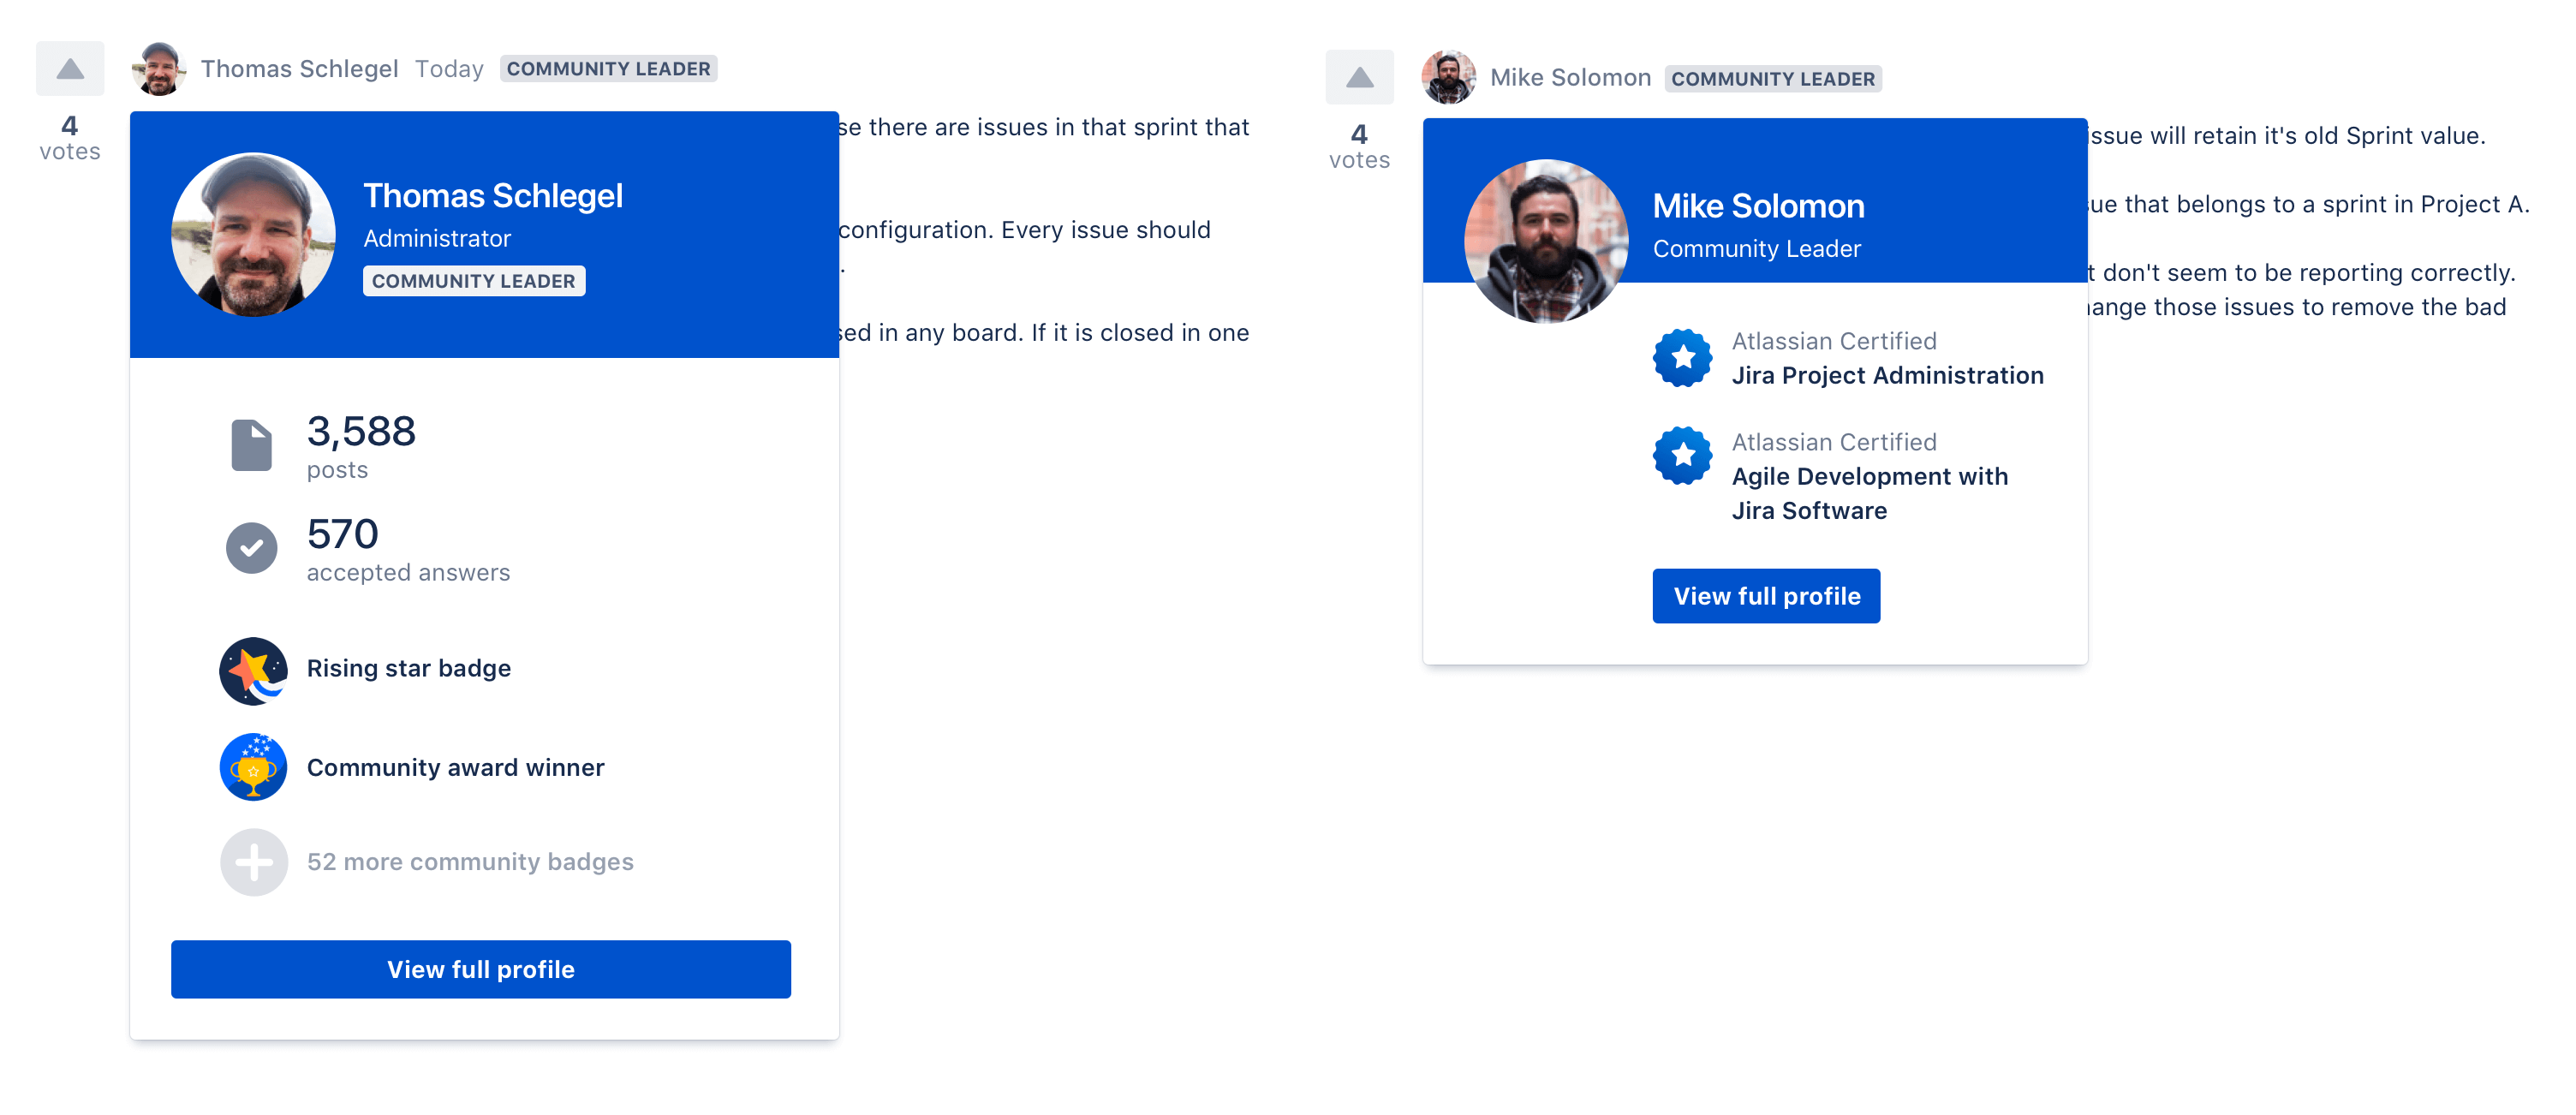 Thomas Schlegel Today COMMUNITY LEADER
4
votes
se there are issues in that sprint that
configuration. Every issue should
.
sed in any board. If it is closed in one
Thomas Schlegel
Administrator
COMMUNITY LEADER
3,588
posts
570
accepted answers
Rising star badge
Community award winner
52 more community badges
View full profile
Mike Solomon COMMUNITY LEADER
4
votes
issue will retain it's old Sprint value.
ue that belongs to a sprint in Project A.
t don't seem to be reporting correctly.
ange those issues to remove the bad
Mike Solomon
Community Leader
Atlassian Certified
Jira Project Administration
Atlassian Certified
Agile Development with
Jira Software
View full profile